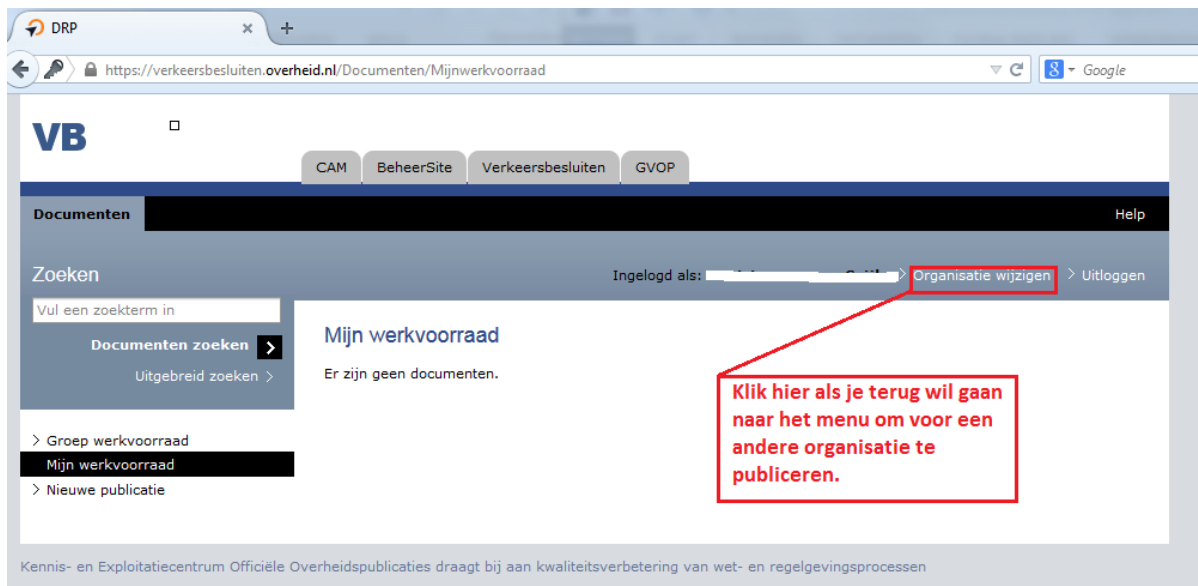 DRP
https://verkeersbesluiten.overheid.nl/Documenten/Mijnwerkvoorraad
Google
VB
CAM BeheerSite Verkeersbesluiten GVOP
Documenten
Help
Zoeken
Ingelogd als:
> Organisatie wijzigen > Uitloggen
Vul een zoekterm in
Documenten zoeken >
Uitgebreid zoeken >
Mijn werkvoorraad
Er zijn geen documenten.
Klik hier als je terug wil gaan
naar het menu om voor een
andere organisatie te
publiceren.
> Groep werkvoorraad
Mijn werkvoorraad
> Nieuwe publicatie
Kennis- en Exploitatiecentrum Officiële Overheidspublicaties draagt bij aan kwaliteitsverbetering van wet- en regelgevingsprocessen